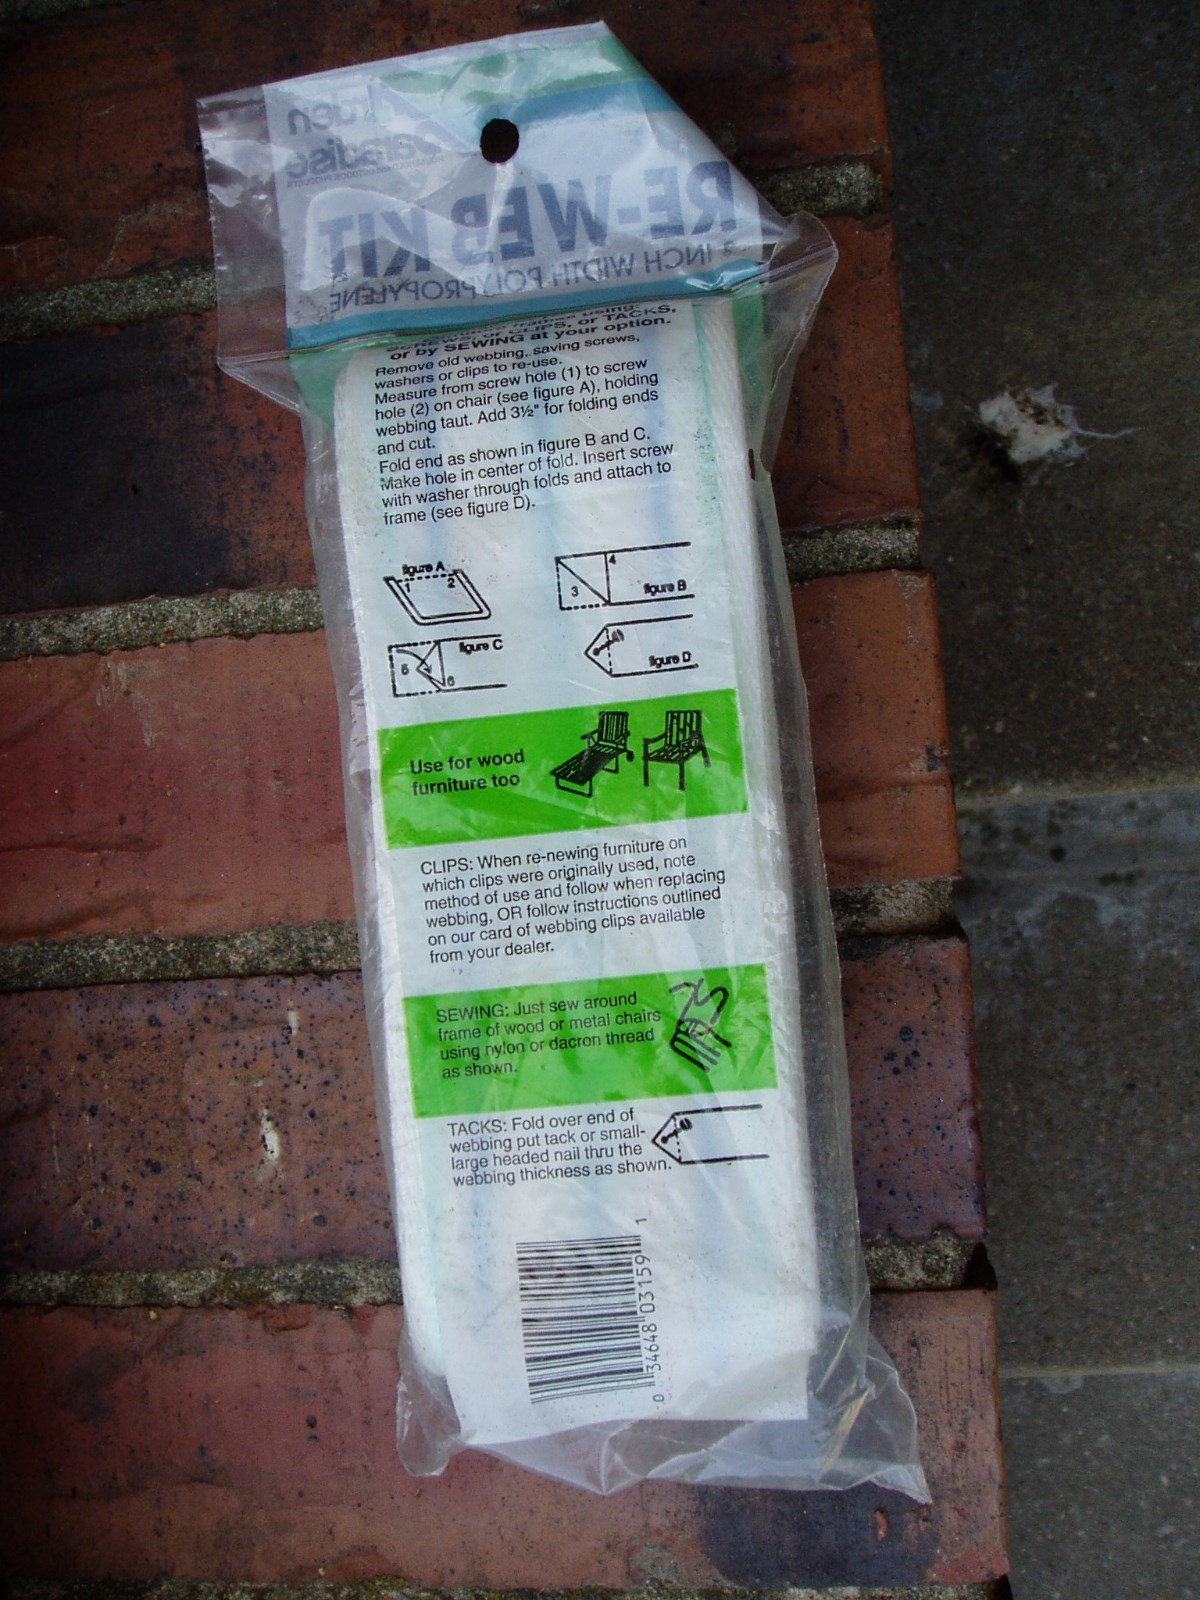 Arden
Paradise
RE-WEB KIT
INCH WIDTH POLYPROPYLENE
using:
SCREWS, or CLIPS, or TACKS,
or by SEWING at your option.
Remove old webbing, saving screws,
washers or clips to re-use.
Measure from screw hole (1) to screw
hole (2) on chair (see figure A), holding
webbing taut. Add 3½" for folding ends
and cut.
Fold end as shown in figure B and C.
Make hole in center of fold. Insert screw
with washer through folds and attach to
frame (see figure D).
figure A
1 2
4
3 figure B
figure C
5 6
figure D
Use for wood
furniture too
CLIPS: When re-newing furniture on
which clips were originally used, note
method of use and follow when replacing
webbing, OR follow instructions outlined
on our card of webbing clips available
from your dealer.
SEWING: Just sew around
frame of wood or metal chairs
using nylon or dacron thread
as shown.
TACKS: Fold over end of
webbing put tack or small-
large headed nail thru the
webbing thickness as shown.
0 34648 03159 1